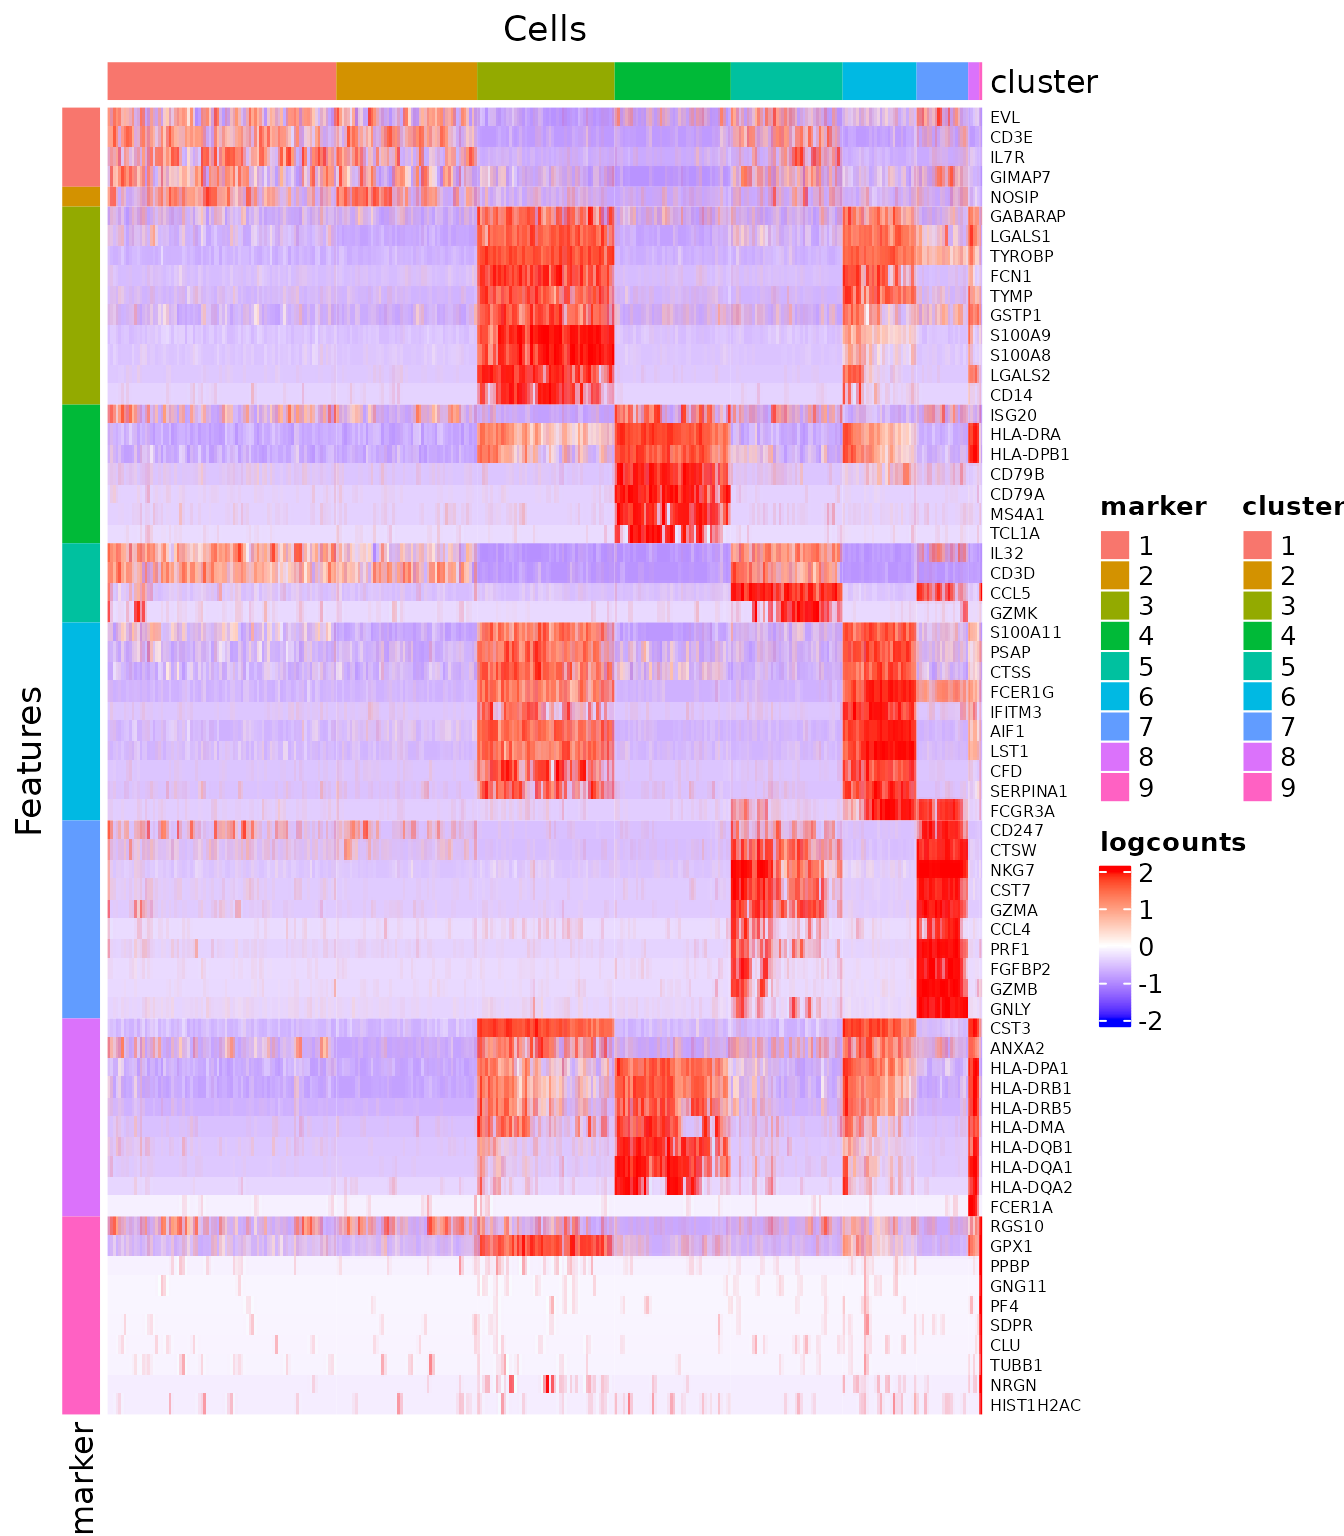 Cells
cluster
EVL
CD3E
IL7R
GIMAP7
NOSIP
GABARAP
LGALS1
TYROBP
FCN1
TYMP
GSTP1
S100A9
S100A8
LGALS2
CD14
ISG20
HLA-DRA
HLA-DPB1
CD79B
CD79A
MS4A1
TCL1A
IL32
CD3D
CCL5
GZMK
S100A11
PSAP
CTSS
FCER1G
IFITM3
AIF1
LST1
CFD
SERPINA1
FCGR3A
CD247
CTSW
NKG7
CST7
GZMA
CCL4
PRF1
FGFBP2
GZMB
GNLY
CST3
ANXA2
HLA-DPA1
HLA-DRB1
HLA-DRB5
HLA-DMA
HLA-DQB1
HLA-DQA1
HLA-DQA2
FCER1A
RGS10
GPX1
PPBP
GNG11
PF4
SDPR
CLU
TUBB1
NRGN
HIST1H2AC
Features
marker
marker
1
2
3
4
5
6
7
8
9
cluster
1
2
3
4
5
6
7
8
9
logcounts
2
1
0
-1
-2